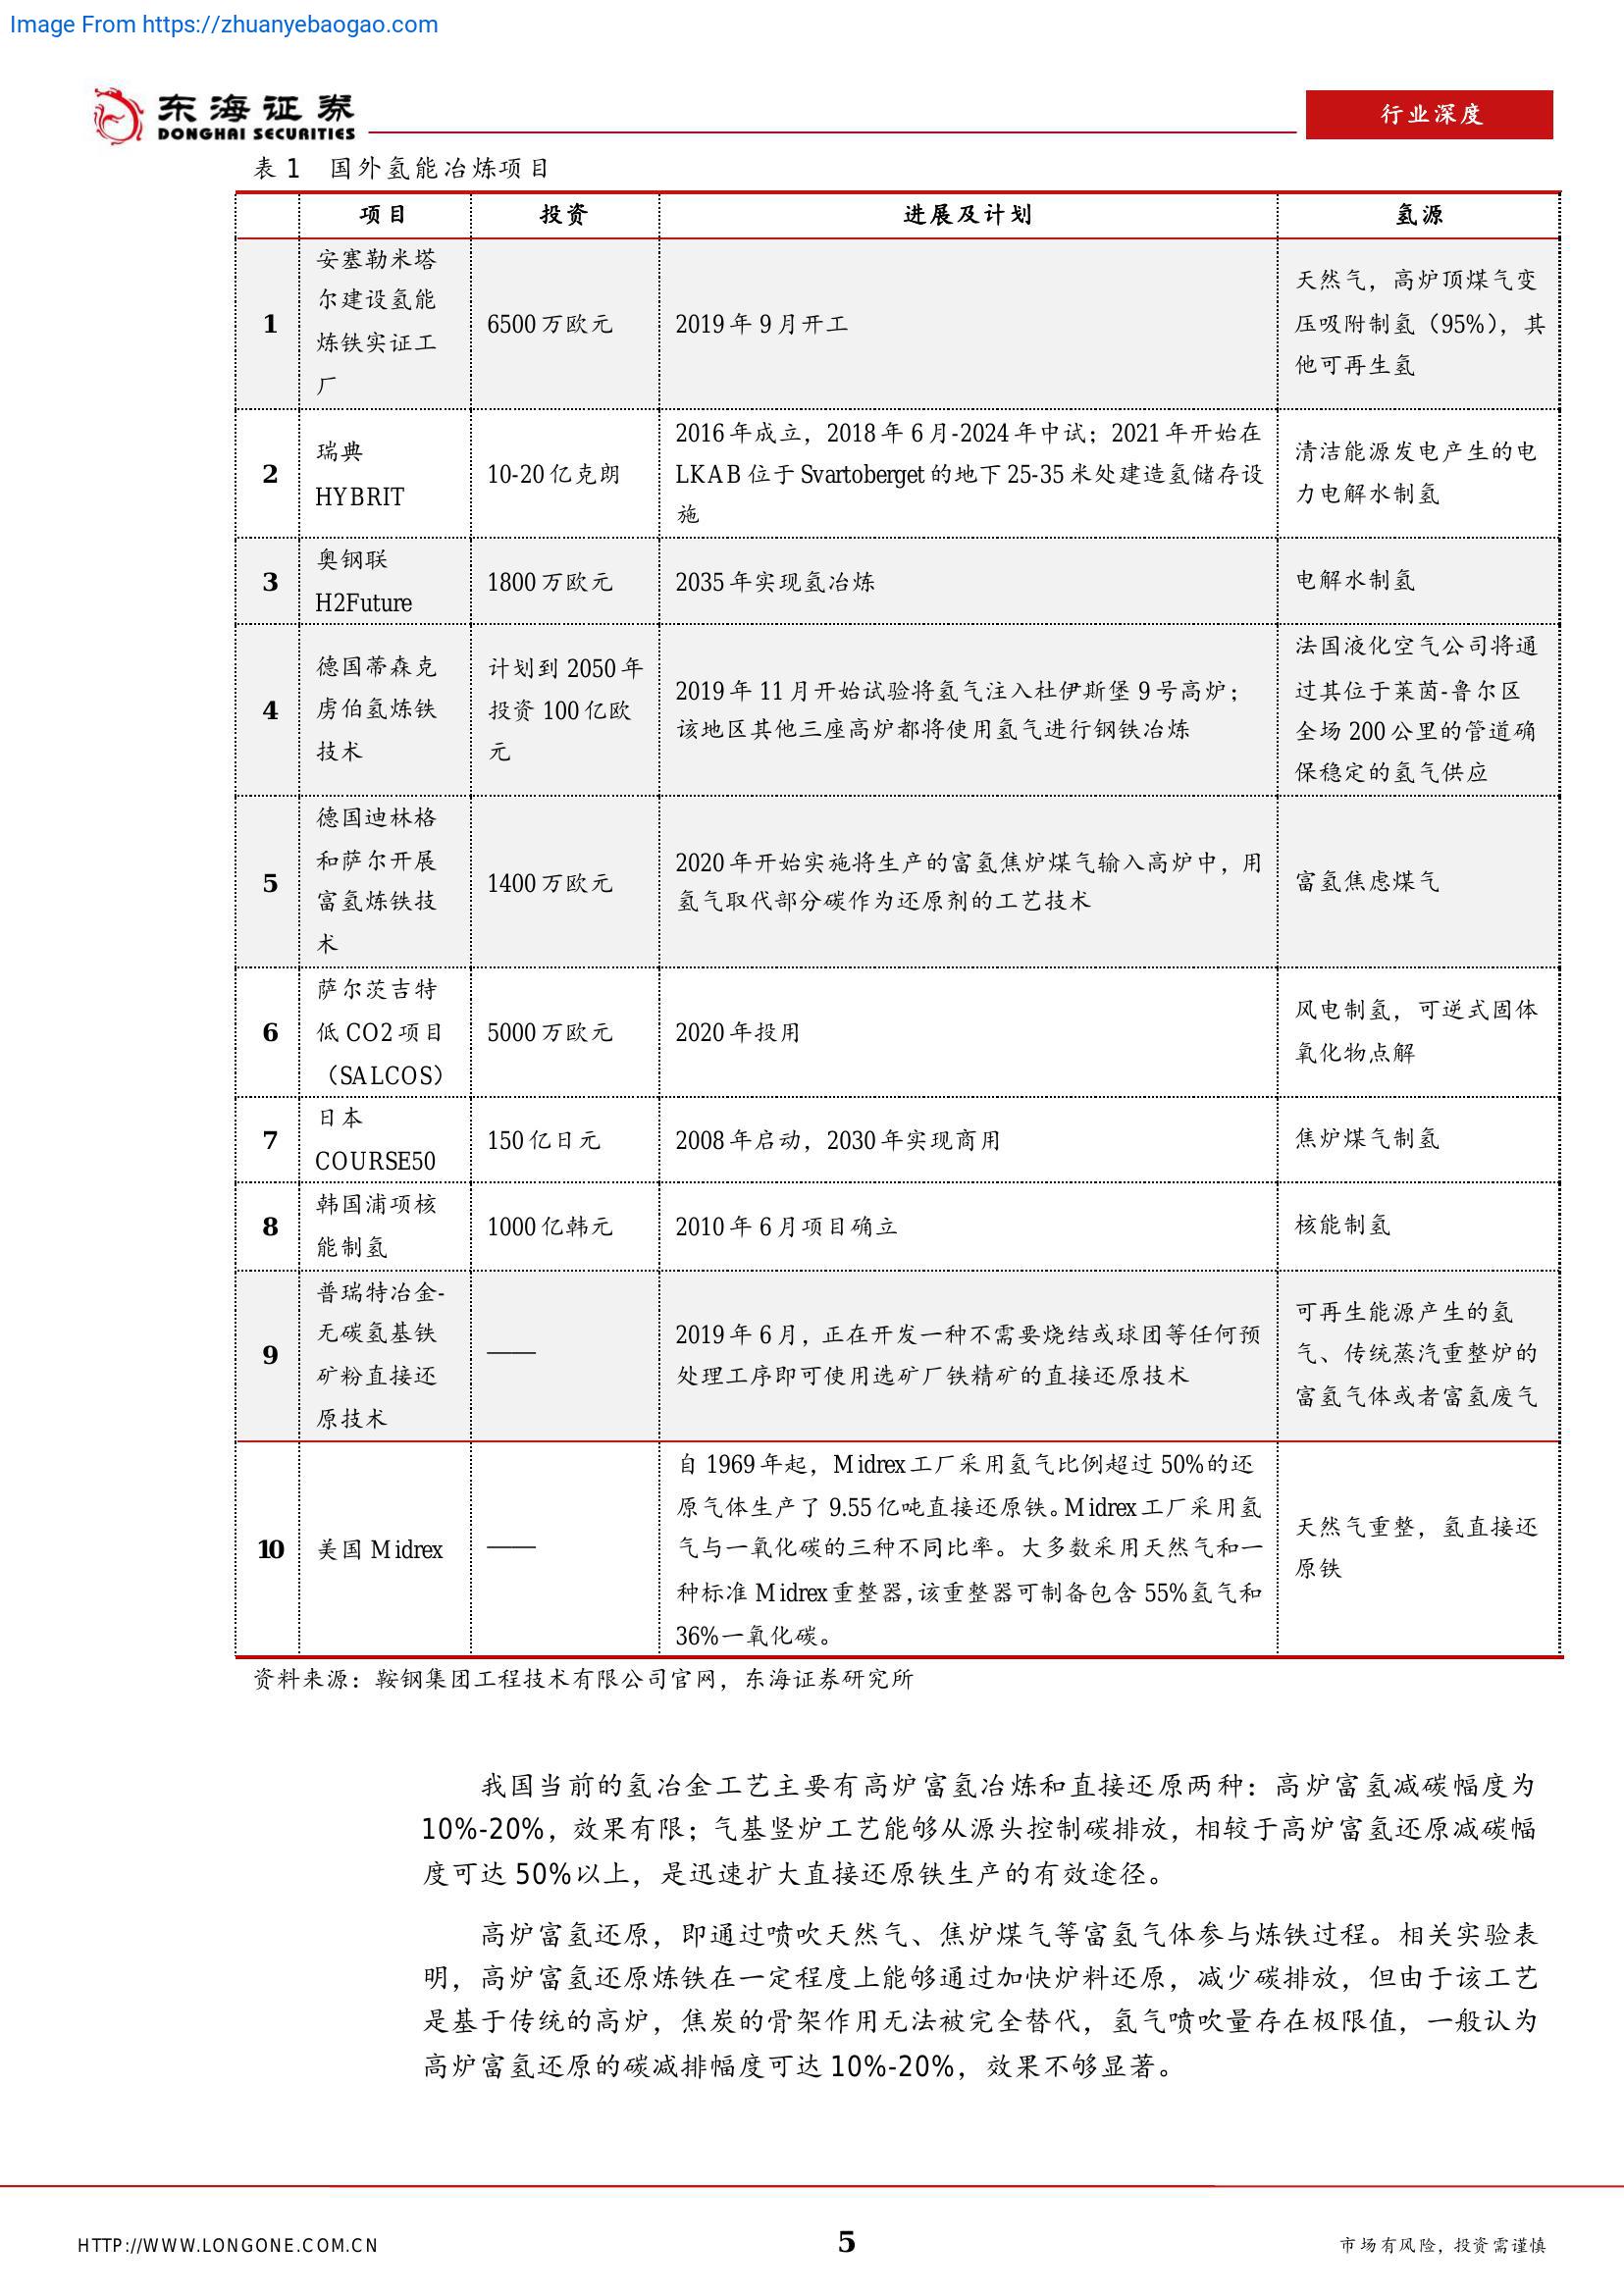 Image From https://zhuanyebaogao.com
东海证券
DONGHAI SECURITIES
行业深度
表 1 国外氢能冶炼项目
项目 投资 进展及计划 氢源
1
安塞勒米塔
尔建设氢能
炼铁实证工
厂
6500 万欧元
2019 年 9 月开工
天然气，高炉顶煤气变
压吸附制氢（95%），其
他可再生氢
2
瑞典
HYBRIT
10-20 亿克朗
2016 年成立，2018 年 6 月-2024 年中试；2021 年开始在
LKAB 位于 Svartoberget 的地下 25-35 米处建造氢储存设
施
清洁能源发电产生的电
力电解水制氢
3
奥钢联
H2Future
1800 万欧元
2035 年实现氢冶炼
电解水制氢
4
德国蒂森克
虏伯氢炼铁
技术
计划到 2050 年
投资 100 亿欧
元
2019 年 11 月开始试验将氢气注入杜伊斯堡 9 号高炉；
该地区其他三座高炉都将使用氢气进行钢铁冶炼
法国液化空气公司将通
过其位于莱茵-鲁尔区
全场 200 公里的管道确
保稳定的氢气供应
5
德国迪林格
和萨尔开展
富氢炼铁技
术
1400 万欧元
2020 年开始实施将生产的富氢焦炉煤气输入高炉中，用
氢气取代部分碳作为还原剂的工艺技术
富氢焦虑煤气
6
萨尔茨吉特
低 CO2 项目
（SALCOS）
5000 万欧元
2020 年投用
风电制氢，可逆式固体
氧化物点解
7
日本
COURSE50
150 亿日元
2008 年启动，2030 年实现商用
焦炉煤气制氢
8
韩国浦项核
能制氢
1000 亿韩元
2010 年 6 月项目确立
核能制氢
9
普瑞特冶金-
无碳氢基铁
矿粉直接还
原技术
——
2019 年 6 月，正在开发一种不需要烧结或球团等任何预
处理工序即可使用选矿厂铁精矿的直接还原技术
可再生能源产生的氢
气、传统蒸汽重整炉的
富氢气体或者富氢废气
10
美国 Midrex
——
自 1969 年起，Midrex 工厂采用氢气比例超过 50%的还
原气体生产了 9.55 亿吨直接还原铁。Midrex 工厂采用氢
气与一氧化碳的三种不同比率。大多数采用天然气和一
种标准 Midrex 重整器，该重整器可制备包含 55%氢气和
36%一氧化碳。
天然气重整，氢直接还
原铁
资料来源：鞍钢集团工程技术有限公司官网，东海证券研究所
我国当前的氢冶金工艺主要有高炉富氢冶炼和直接还原两种：高炉富氢减碳幅度为
10%-20%，效果有限；气基竖炉工艺能够从源头控制碳排放，相较于高炉富氢还原减碳幅
度可达 50%以上，是迅速扩大直接还原铁生产的有效途径。
高炉富氢还原，即通过喷吹天然气、焦炉煤气等富氢气体参与炼铁过程。相关实验表
明，高炉富氢还原炼铁在一定程度上能够通过加快炉料还原，减少碳排放，但由于该工艺
是基于传统的高炉，焦炭的骨架作用无法被完全替代，氢气喷吹量存在极限值，一般认为
高炉富氢还原的碳减排幅度可达 10%-20%，效果不够显著。
HTTP://WWW.LONGONE.COM.CN
5
市场有风险，投资需谨慎